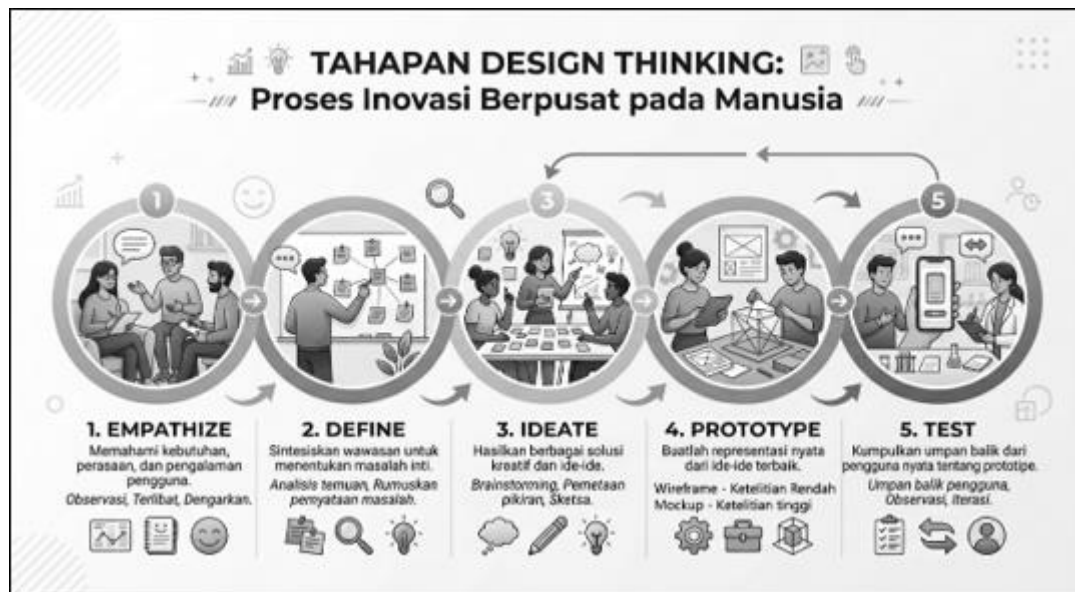 TAHAPAN DESIGN THINKING:
Proses Inovasi Berpusat pada Manusia
1
3
5
1. EMPATHIZE
Memahami kebutuhan,
perasaan, dan pengalaman
pengguna.
Observasi, Terlibat, Dengarkan.
2. DEFINE
Sintesiskan wawasan untuk
menentukan masalah inti.
Analisis temuan, Rumuskan
pernyataan masalah.
3. IDEATE
Hasilkan berbagai solusi
kreatif dan ide-ide.
Brainstorming, Pemetaan
pikiran, Sketsa.
4. PROTOTYPE
Buatlah representasi nyata
dari ide-ide terbaik.
Wireframe - Ketelitian Rendah
Mockup - Ketelitian tinggi
5. TEST
Kumpulkan umpan balik dari
pengguna nyata tentang prototipe.
Umpan balik pengguna,
Observasi, Iterasi.